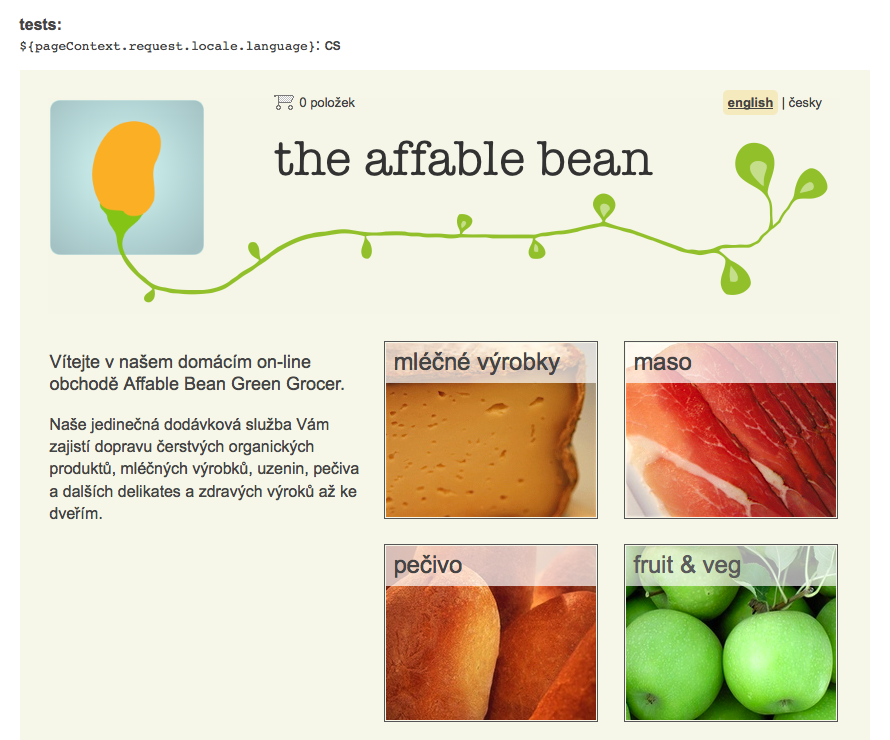 tests:
${pageContext.request.locale.language}: cs
0 položek
english | česky
the affable bean
Vítejte v našem domácím on-line
obchodě Affable Bean Green Grocer.
Naše jedinečná dodávková služba Vám
zajistí dopravu čerstvých organických
produktů, mléčných výrobků, uzenin, pečiva
a dalších delikates a zdravých výroků až ke
dveřím.
mléčné výrobky
maso
pečivo
fruit & veg